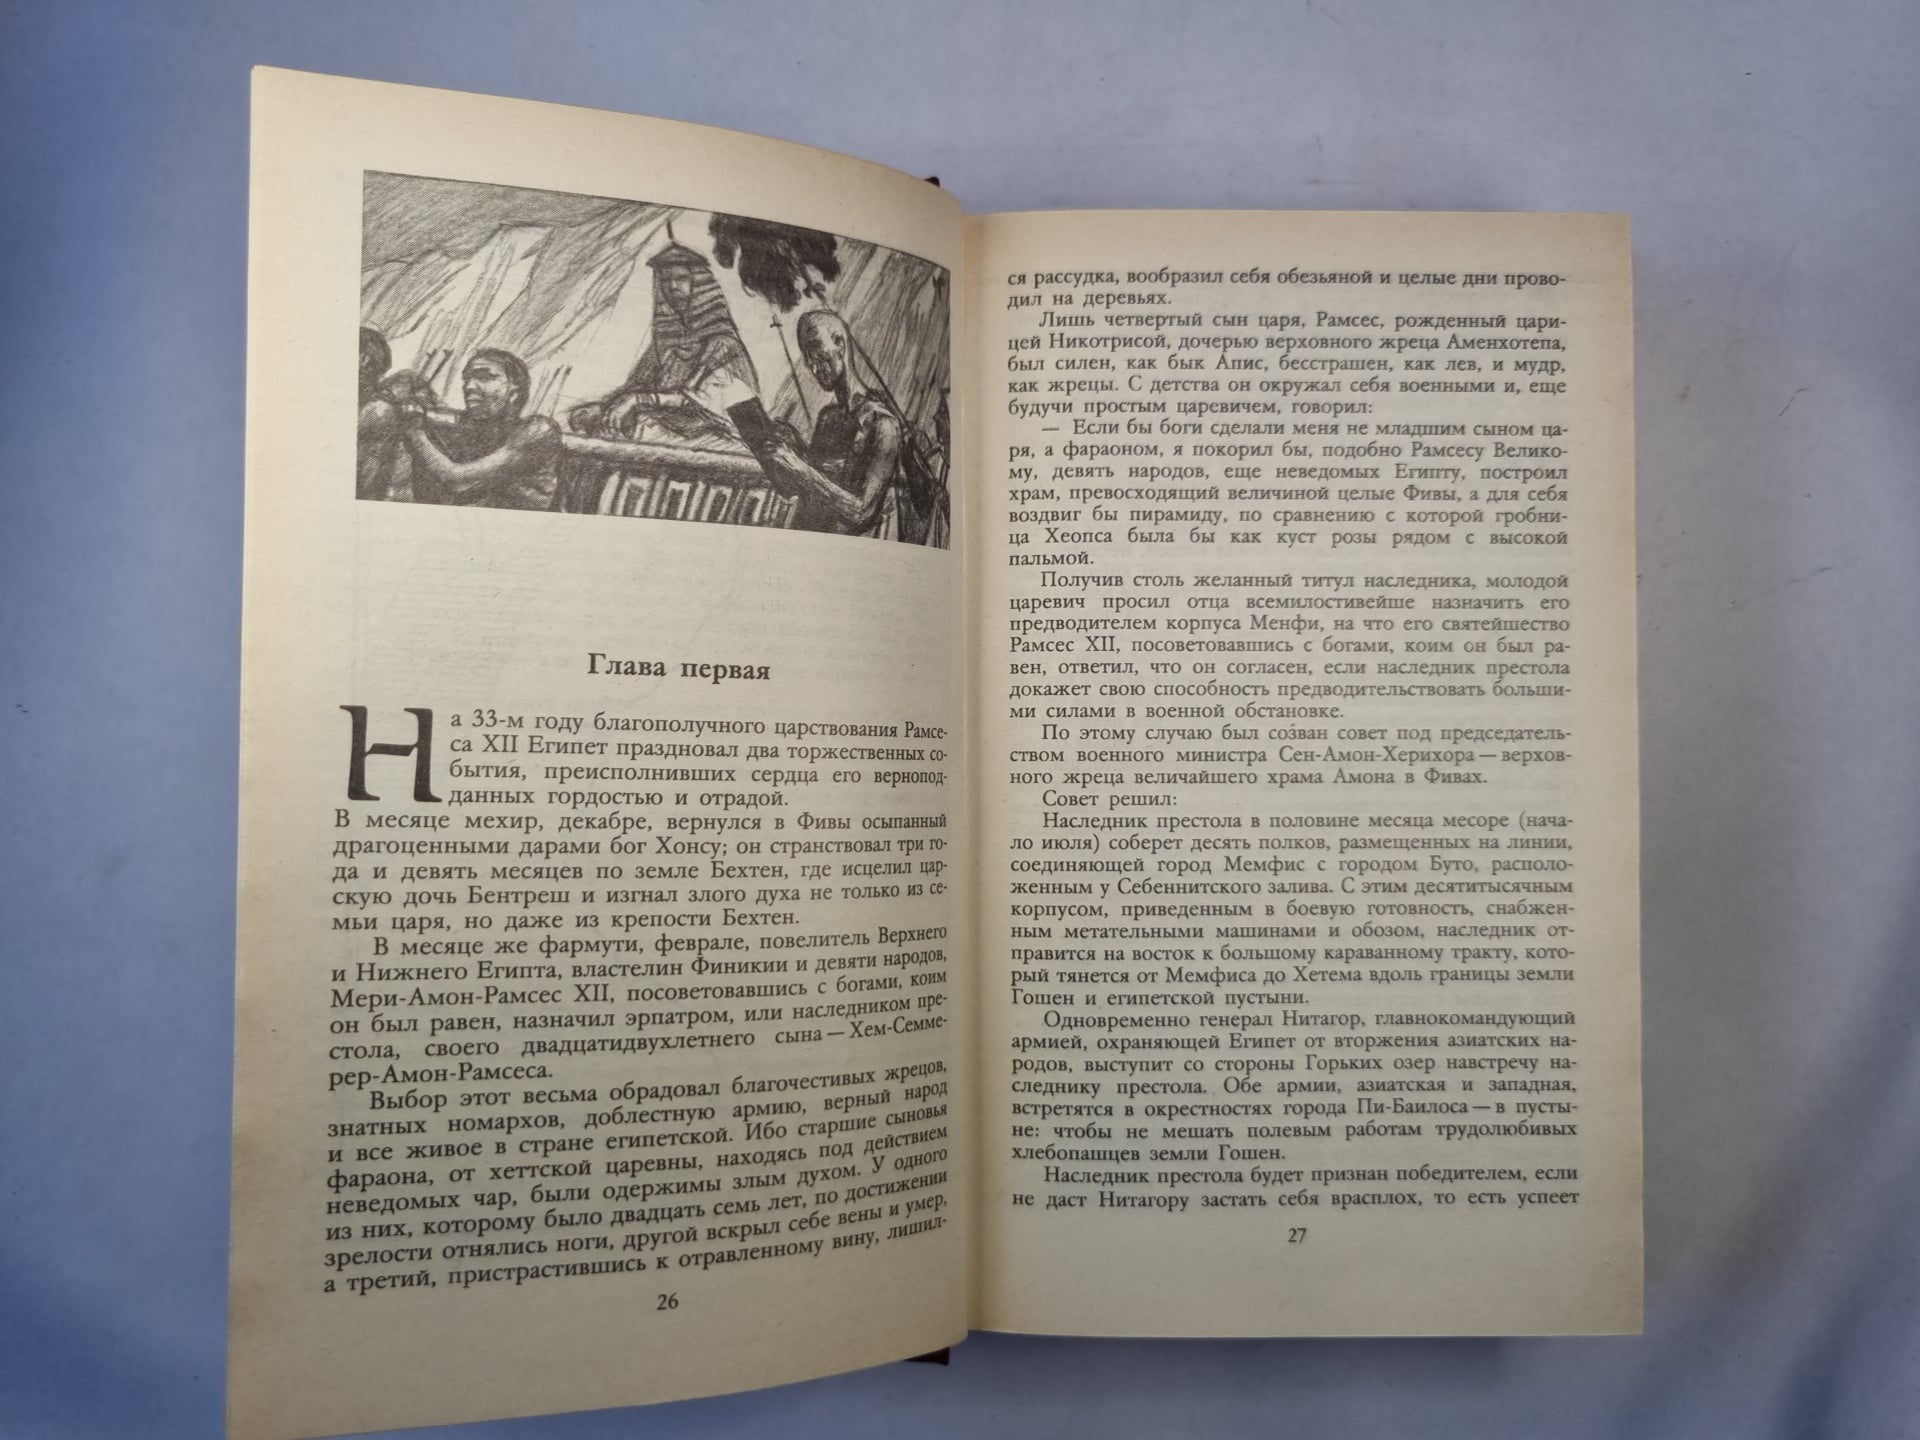 Глава первая
На 33-м году благополучного царствования Рамсе-
са XII Египет праздновал два торжественных со-
бытия, преисполнивших сердца его верноподд-
данных гордостью и отрадой.
В месяце мехир, декабре, вернулся в Фивы осыпанный
драгоценными дарами бог Хонсу; он странствовал три го-
да и девять месяцев по земле Бехтен, где исцелил цар-
скую дочь Бентреш и изгнал злого духа не только из се-
мьи царя, но даже из крепости Бехтен.
В месяце же фармути, феврале, повелитель Верхнего
и Нижнего Египта, властелин Финикии и девяти народов,
Мери-Амон-Рамсес XII, посоветовавшись с богами, коим
он был равен, назначил эрпатром, или наследником пре-
стола, своего двадцатидвухлетнего сына — Хем-Семме-
рер-Амон-Рамсеса.
Выбор этот весьма обрадовал благочестивых жрецов,
знатных номархов, доблестную армию, верный народ
и все живое в стране египетской. Ибо старшие сыновья
фараона, от хеттской царевны, находясь под действием
неведомых чар, были одержимы злым духом. У одного
из них, которому было двадцать семь лет, по достижении
зрелости отнялись ноги, другой вскрыл себе вены и умер,
а третий, пристрастившись к отравленному вину, лишил-
26
ся рассудка, вообразил себя обезьяной и целые дни прово-
дил на деревьях.
Лишь четвертый сын царя, Рамсес, рожденный цари-
цей Никотрисой, дочерью верховного жреца Аменхотепа,
был силен, как бык Апис, бесстрашен, как лев, и мудр,
как жрецы. С детства он окружал себя военными и, еще
будучи простым царевичем, говорил:
— Если бы боги сделали меня не младшим сыном ца-
ря, а фараоном, я покорил бы, подобно Рамсесу Велико-
му, девять народов, еще неведомых Египту, построил
храм, превосходящий величиной целые Фивы, а для себя
воздвиг бы пирамиду, по сравнению с которой гробни-
ца Хеопса была бы как куст розы рядом с высокой
пальмой.
Получив столь желанный титул наследника, молодой
царевич просил отца всемилостивейше назначить его
предводителем корпуса Менфи, на что его святейшество
Рамсес XII, посоветовавшись с богами, коим он был ра-
вен, ответил, что он согласен, если наследник престола
докажет свою способность предводительствовать больши-
ми силами в военной обстановке.
По этому случаю был созван совет под председатель-
ством военного министра Сен-Амон-Херихора — верхов-
ного жреца величайшего храма Амона в Фивах.
Совет решил:
Наследник престола в половине месяца месоре (нача-
ло июля) соберет десять полков, размещенных на линии,
соединяющей город Мемфис с городом Буто, располо-
женным у Себеннитского залива. С этим десятитысячным
корпусом, приведенным в боевую готовность, снабжен-
ным метательными машинами и обозом, наследник от-
правится на восток к большому караванному тракту, кото-
рый тянется от Мемфиса до Хетема вдоль границы земли
Гошен и египетской пустыни.
Одновременно генерал Нитагор, главнокомандующий
армией, охраняющей Египет от вторжения азиатских на-
родов, выступит со стороны Горьких озер навстречу на-
следнику престола. Обе армии, азиатская и западная,
встретятся в окрестностях города Пи-Баилоса — в пусты-
не: чтобы не мешать полевым работам трудолюбивых
хлебопашцев земли Гошен.
Наследник престола будет признан победителем, если
не даст Нитагору застать себя врасплох, то есть успеет
27